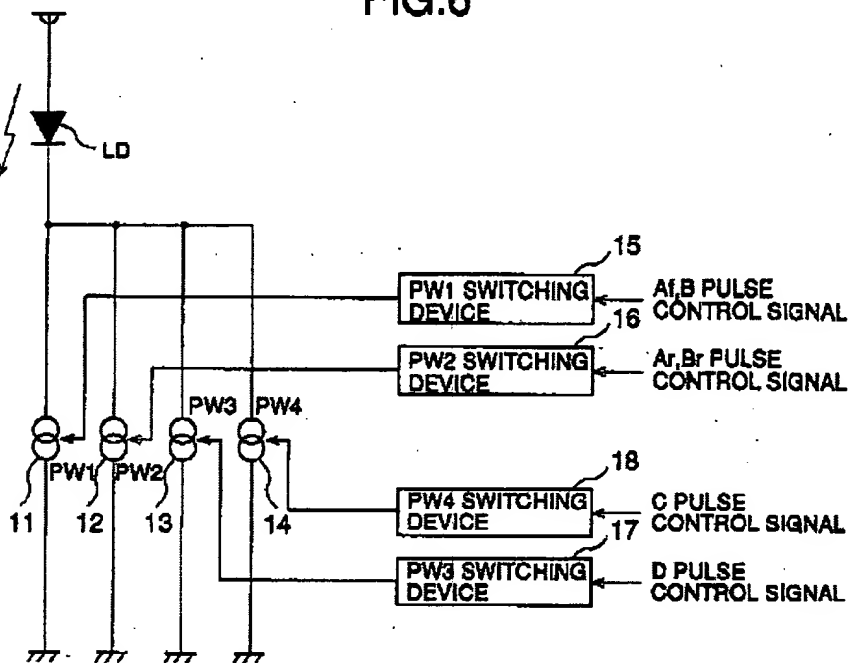 FIG.6
LD
15
PW1 SWITCHING
DEVICE
Af,B PULSE
CONTROL SIGNAL
16
PW2 SWITCHING
DEVICE
Ar,Br PULSE
CONTROL SIGNAL
PW3
PW4
PW1
PW2
11
12
13
14
18
PW4 SWITCHING
DEVICE
C PULSE
CONTROL SIGNAL
17
PW3 SWITCHING
DEVICE
D PULSE
CONTROL SIGNAL